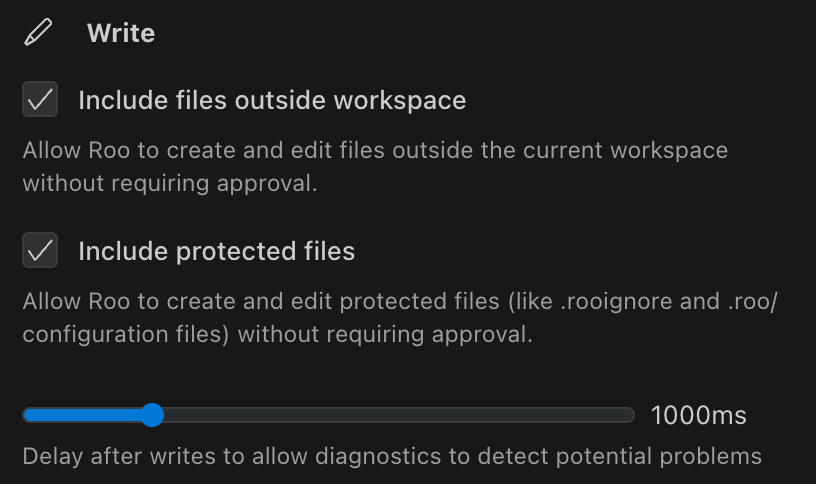 Write
Include files outside workspace
Allow Roo to create and edit files outside the current workspace
without requiring approval.
Include protected files
Allow Roo to create and edit protected files (like .rooignore and .roo/
configuration files) without requiring approval.
1000ms
Delay after writes to allow diagnostics to detect potential problems